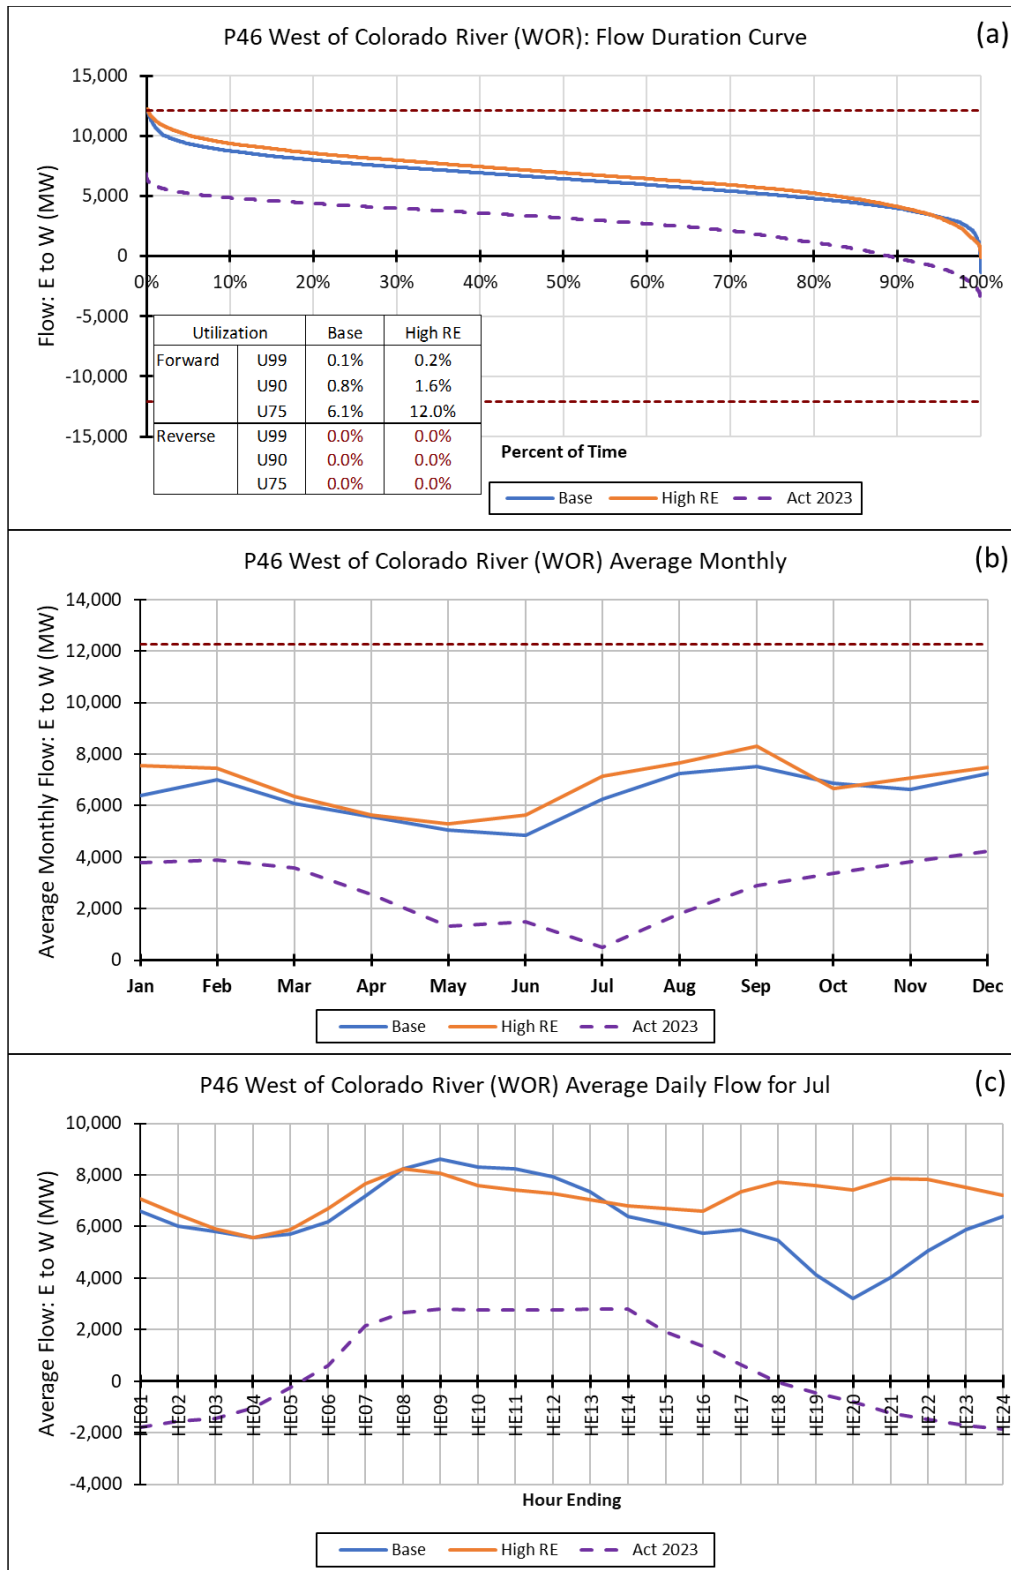 P46 West of Colorado River (WOR): Flow Duration Curve
(a)
Flow: E to W (MW)
15,000
10,000
5,000
0
-5,000
-10,000
-15,000
0% 10% 20% 30% 40% 50% 60% 70% 80% 90% 100%
Utilization Base High RE
Forward U99 0.1% 0.2%
U90 0.8% 1.6%
U75 6.1% 12.0%
Reverse U99 0.0% 0.0%
U90 0.0% 0.0%
U75 0.0% 0.0%
Percent of Time
Base High RE Act 2023
P46 West of Colorado River (WOR) Average Monthly
(b)
Average Monthly Flow: E to W (MW)
14,000
12,000
10,000
8,000
6,000
4,000
2,000
0
Jan Feb Mar Apr May Jun Jul Aug Sep Oct Nov Dec
Base High RE Act 2023
P46 West of Colorado River (WOR) Average Daily Flow for Jul
(c)
Average Flow: E to W (MW)
10,000
8,000
6,000
4,000
2,000
0
-2,000
-4,000
HE01 HE02 HE03 HE04 HE05 HE06 HE07 HE08 HE09 HE10 HE11 HE12 HE13 HE14 HE15 HE16 HE17 HE18 HE19 HE20 HE21 HE22 HE23 HE24
Hour Ending
Base High RE Act 2023